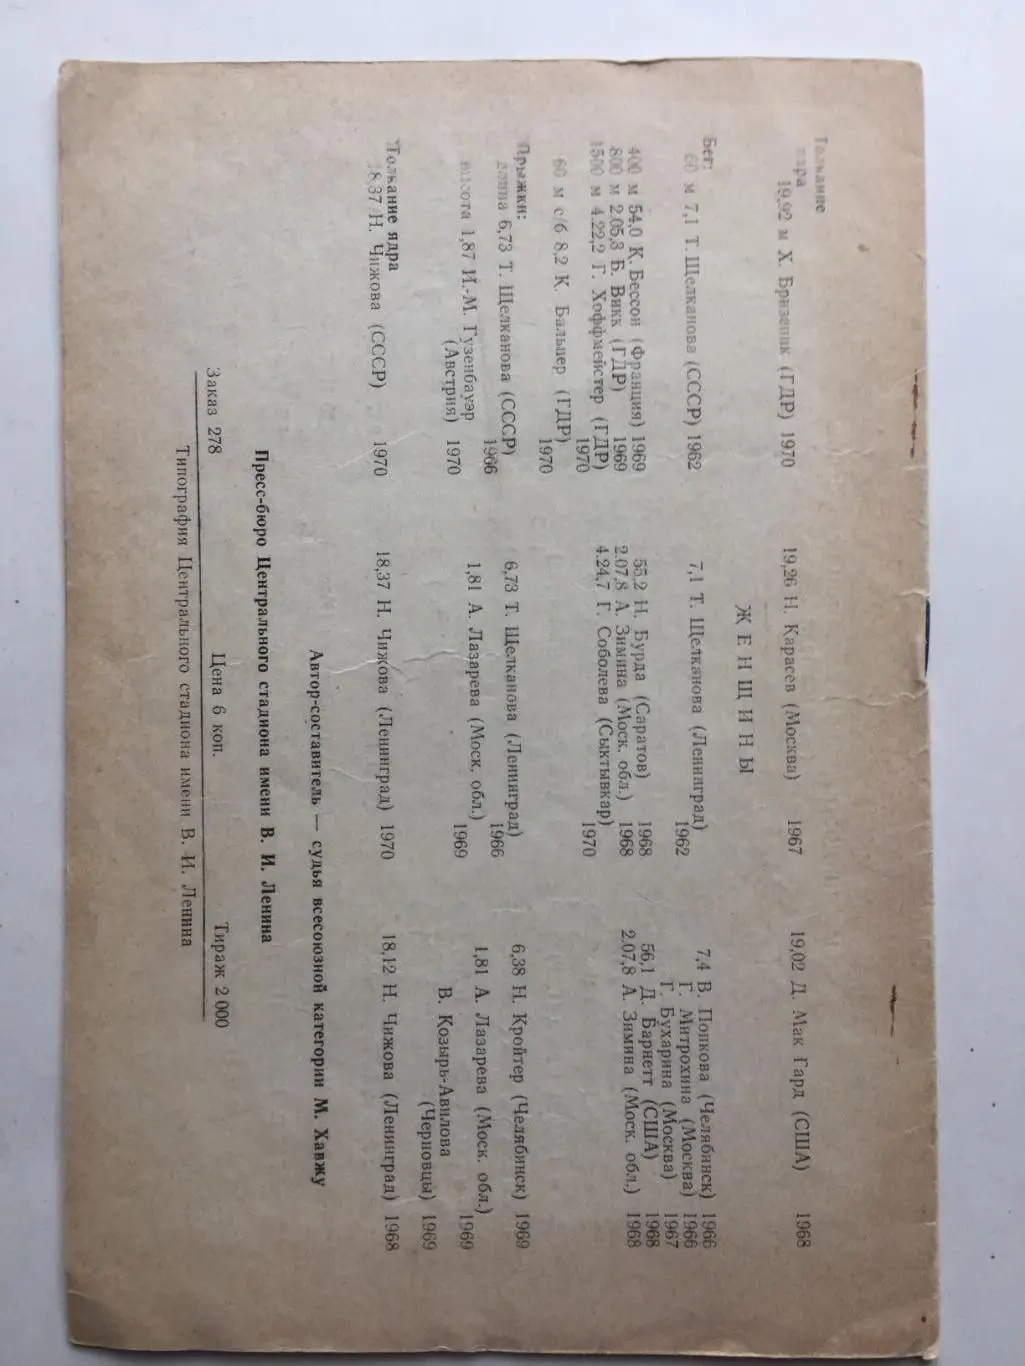 Толкание
ядра
19,92 м Х. Бризеник (ГДР) 1970 19,26 Н. Карасев (Москва) 1967 19,02 Д. Мак Гард (США) 1968
ЖЕНЩИНЫ
Бег:
60 м 7,1 Т. Щелканова (СССР) 1962 7,1 Т. Щелканова (Ленинград) 1962 7,4 В. Попкова (Челябинск) 1966
Г. Митрохина (Москва) 1966
Г. Бухарина (Москва) 1967
400 м 54,0 К. Бессон (Франция) 1969 55,2 Н. Бурда (Саратов) 1968 56,1 Д. Барнетт (США) 1968
800 м 2.05,3 Б. Викк (ГДР) 1969 2.07,8 А. Зимина (Моск. обл.) 1968 2.07,8 А. Зимина (Моск. обл.) 1968
1500 м 4.22,2 Г. Хоффмейстер (ГДР) 1970 4.24,7 Г. Соболева (Сыктывкар) 1970
60 м с/б 8,2 К. Бальцер (ГДР) 1970
Прыжки:
длина 6,73 Т. Щелканова (СССР) 1966 6,73 Т. Щелканова (Ленинград) 1966 6,38 Н. Кройтер (Челябинск) 1969
высота 1,87 И.-М. Гузенбауэр (Австрия) 1970 1,81 А. Лазарева (Моск. обл.) 1969 1,81 А. Лазарева (Моск. обл.) 1969
В. Козырь-Авилова (Черновцы) 1969
Толкание ядра
18,37 Н. Чижова (СССР) 1970 18,37 Н. Чижова (Ленинград) 1970 18,12 Н. Чижова (Ленинград) 1968
Автор-составитель — судья всесоюзной категории М. Хавжу
Пресс-бюро Центрального стадиона имени В. И. Ленина
Заказ 278 Цена 6 коп. Тираж 2 000
Типография Центрального стадиона имени В. И. Ленина